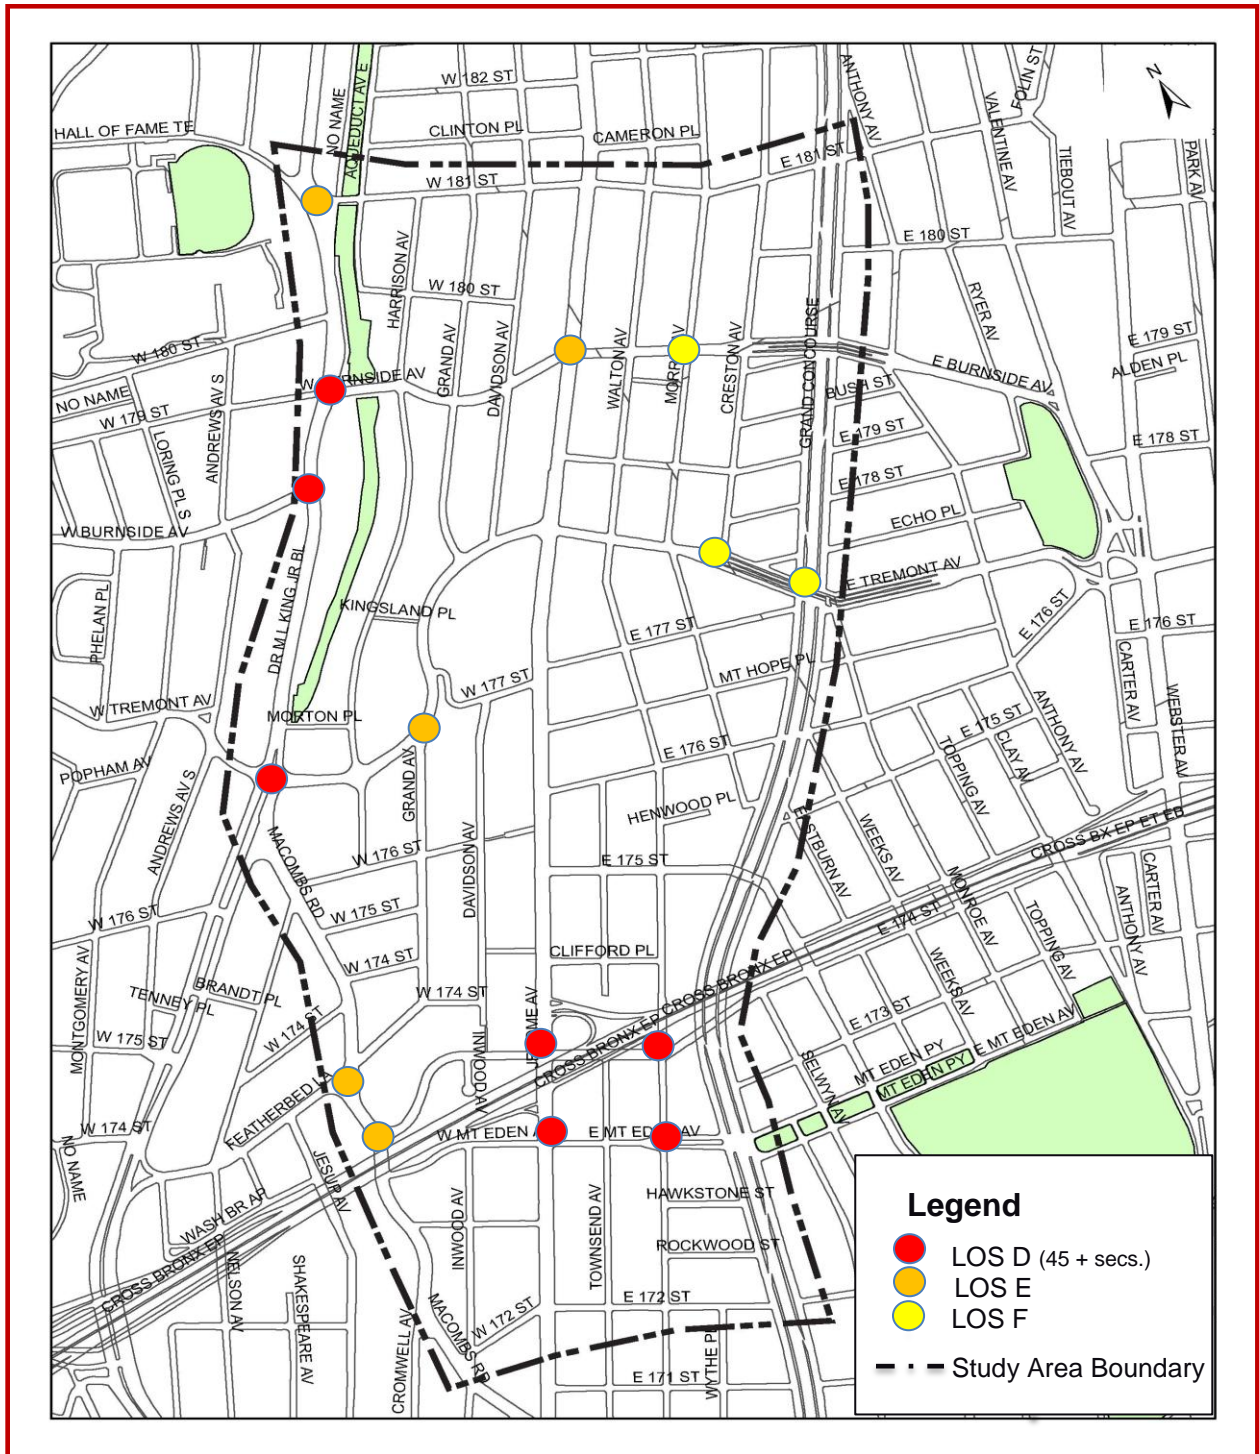 W 182 ST
NO NAME
AQUEDUCT AV E
ANTHONY AV
FOLIN ST
N
HALL OF FAME TE
CLINTON PL
CAMERON PL
VALENTINE AV
TIEBOUT AV
PARK AV
E 181 ST
W 181 ST
E 180 ST
HARRISON AV
W 180 ST
RYER AV
W 180 ST
GRAND AV
DAVIDSON AV
WALTON AV
CRESTON AV
GRAND CONCOURSE
E 179 ST
ALDEN PL
E BURNSIDE AV
BUSH ST
NO NAME
W 179 ST
ANDREWS AV S
LORING PL S
E 179 ST
E 178 ST
E 178 ST
ECHO PL
W BURNSIDE AV
DR M L KING JR BL
PHELAN PL
KINGSLAND PL
E TREMONT AV
E 176 ST
E 176 ST
E 177 ST
MT HOPE PL
W 177 ST
CARTER AV
WEBSTER AV
W TREMONT AV
MORTON PL
ANTHONY AV
E 175 ST
CLAY AV
TOPPING AV
E 176 ST
POPHAM AV
GRAND AV
ANDREWS AV S
HENWOOD PL
EASTBURN AV
WEEKS AV
CROSS BX EP ET EB
MACOMBS RD
DAVIDSON AV
W 176 ST
E 175 ST
MONROE AV
CARTER AV
ANTHONY AV
W 176 ST
W 175 ST
E 174 ST
TOPPING AV
CLIFFORD PL
WEEKS AV
W 174 ST
CROSS BRONX EP
MONTGOMERY AV
BRANDT PL
TENNEY PL
W 174 ST
W 174 ST
E 173 ST
E MT EDEN AV
W 175 ST
INWOOD AV
CROSS BRONX EP
MT EDEN PY
MT EDEN PY
SELWYN AV
FEATHERBED LA
W 174 ST
W MT EDEN
NO NAME
JESUP AV
HAWKSTONE ST
ROCKWOOD ST
WASH BR AP
INWOOD AV
TOWNSEND AV
CROSS BRONX EP
NELSON AV
SHAKESPEARE AV
MACOMBS RD
CROMWELL AV
W 172 ST
E 172 ST
WYTHE PL
E 171 ST
Legend
LOS D (45 + secs.)
LOS E
LOS F
Study Area Boundary